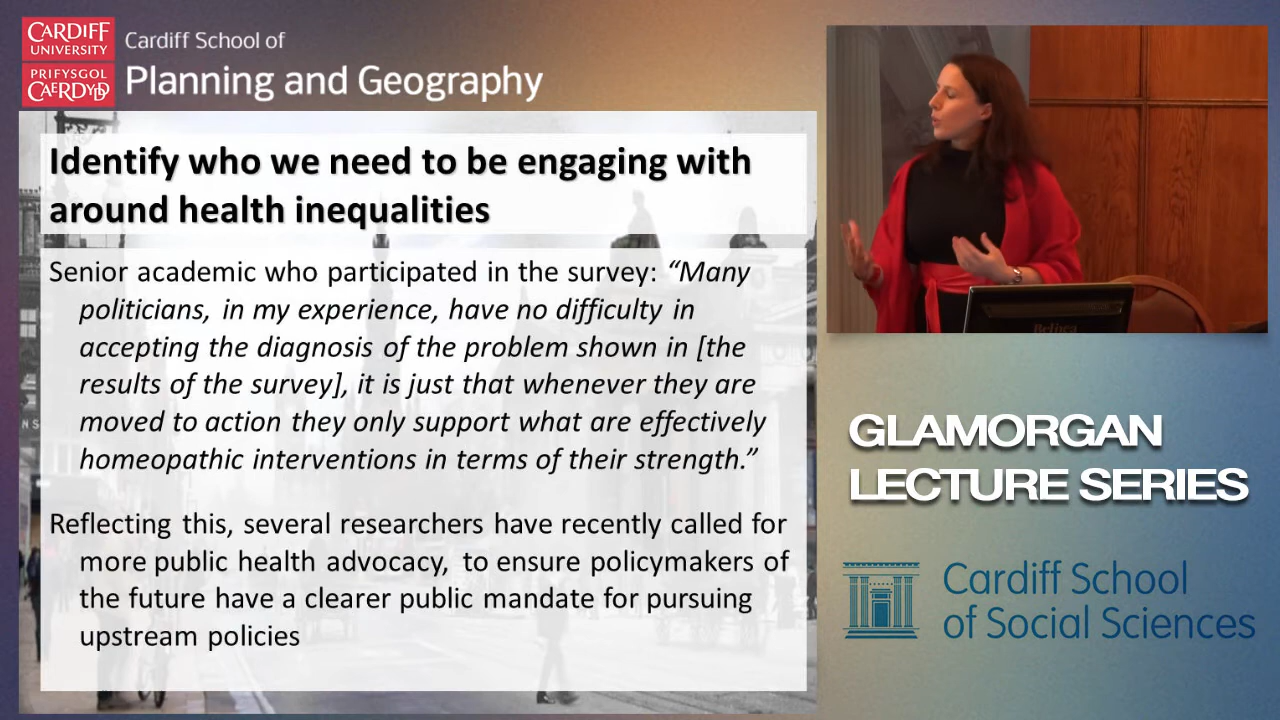 CARDIFF
UNIVERSITY
PRIFYSGOL
CAERDYDD
Cardiff School of
Planning and Geography
Identify who we need to be engaging with
around health inequalities
Senior academic who participated in the survey: “Many
politicians, in my experience, have no difficulty in
accepting the diagnosis of the problem shown in [the
results of the survey], it is just that whenever they are
moved to action they only support what are effectively
homeopathic interventions in terms of their strength.”
Reflecting this, several researchers have recently called for
more public health advocacy, to ensure policymakers of
the future have a clearer public mandate for pursuing
upstream policies
GLAMORGAN
LECTURE SERIES
Cardiff School
of Social Sciences